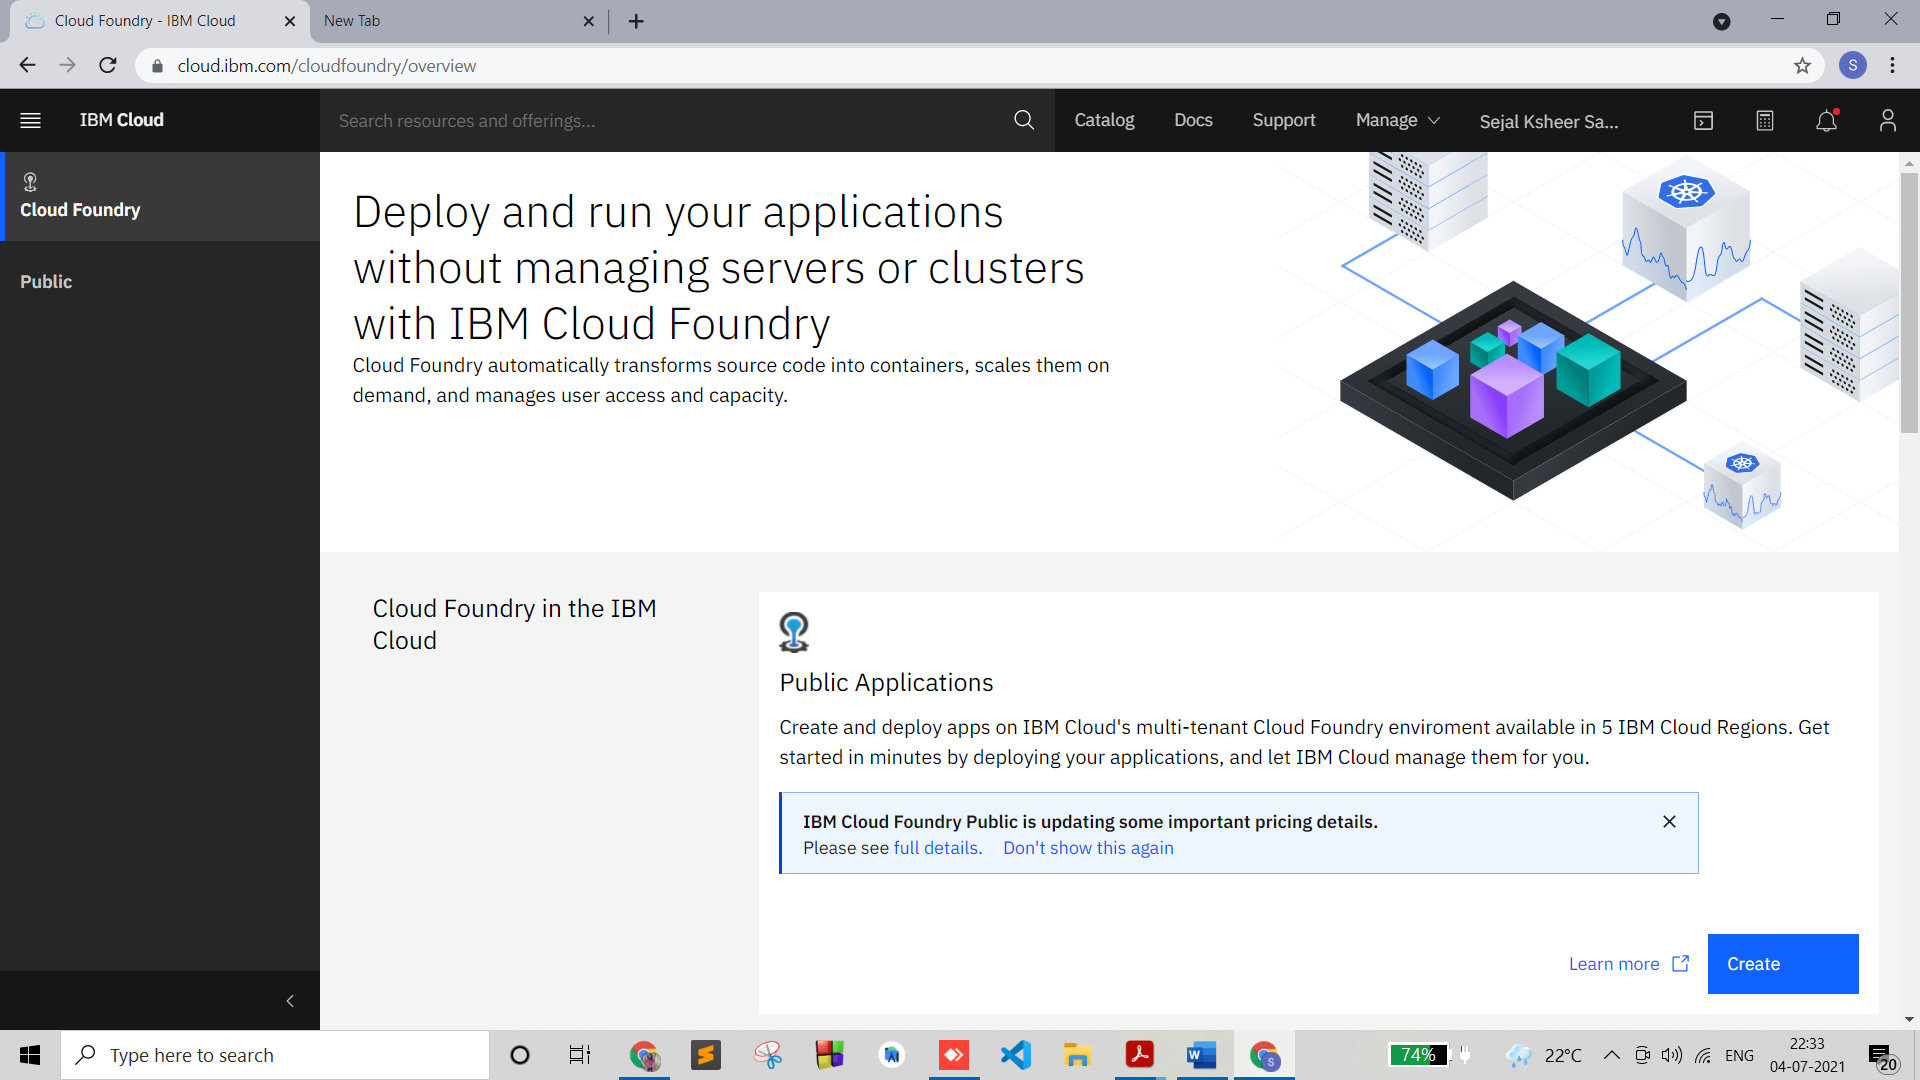 Cloud Foundry - IBM Cloud
New Tab
cloud.ibm.com/cloudfoundry/overview
S
IBM Cloud
Search resources and offerings...
Catalog
Docs
Support
Manage
Sejal Ksheer Sa...
Cloud Foundry
Public
Deploy and run your applications
without managing servers or clusters
with IBM Cloud Foundry
Cloud Foundry automatically transforms source code into containers, scales them on
demand, and manages user access and capacity.
Cloud Foundry in the IBM
Cloud
Public Applications
Create and deploy apps on IBM Cloud's multi-tenant Cloud Foundry enviroment available in 5 IBM Cloud Regions. Get
started in minutes by deploying your applications, and let IBM Cloud manage them for you.
IBM Cloud Foundry Public is updating some important pricing details.
Please see full details. Don't show this again
Learn more
Create
Type here to search
74%
22°C
ENG
22:33
04-07-2021
20